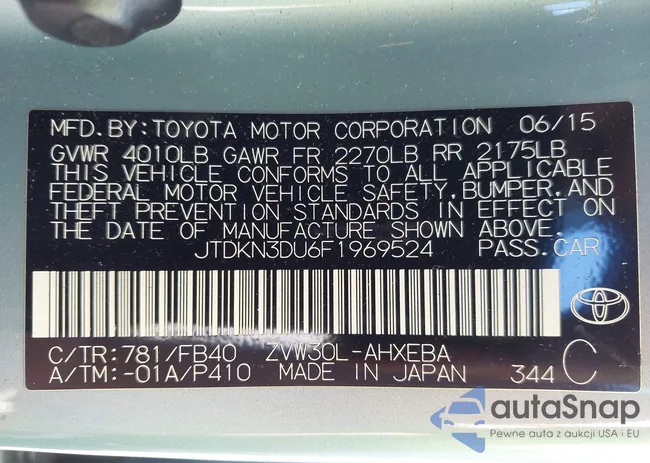 MFD.BY:TOYOTA MOTOR CORPORATION 06/15
GVWR 4010LB GAWR FR 2270LB RR 2175LB
THIS VEHICLE CONFORMS TO ALL APPLICABLE
FEDERAL MOTOR VEHICLE SAFETY,BUMPER,AND
THEFT PREVENTION STANDARDS IN EFFECT ON
THE DATE OF MANUFACTURE SHOWN ABOVE.
JTDKN3DU6F1969524 PASS.CAR
C/TR:781/FB40 ZVW30L-AHXEBA
A/TM:-01A/P410 MADE IN JAPAN 344 C
autaSnap
Pewne auta z aukcji USA i EU